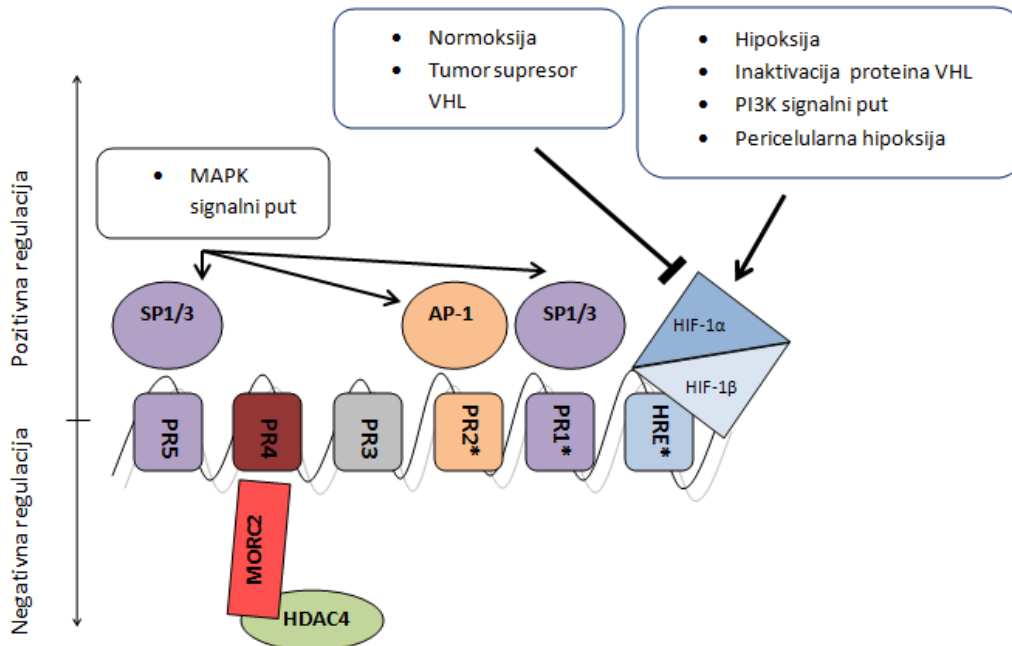 Normoksija
Tumor supresor
VHL
Hipoksija
Inaktivacija proteina VHL
PI3K signalni put
Pericelularna hipoksija
MAPK
signalni put
Pozitivna regulacija
Negativna regulacija
SP1/3
AP-1
SP1/3
HIF-1α
HIF-1β
PR5
PR4
PR3
PR2*
PR1*
HRE*
MORC2
HDAC4